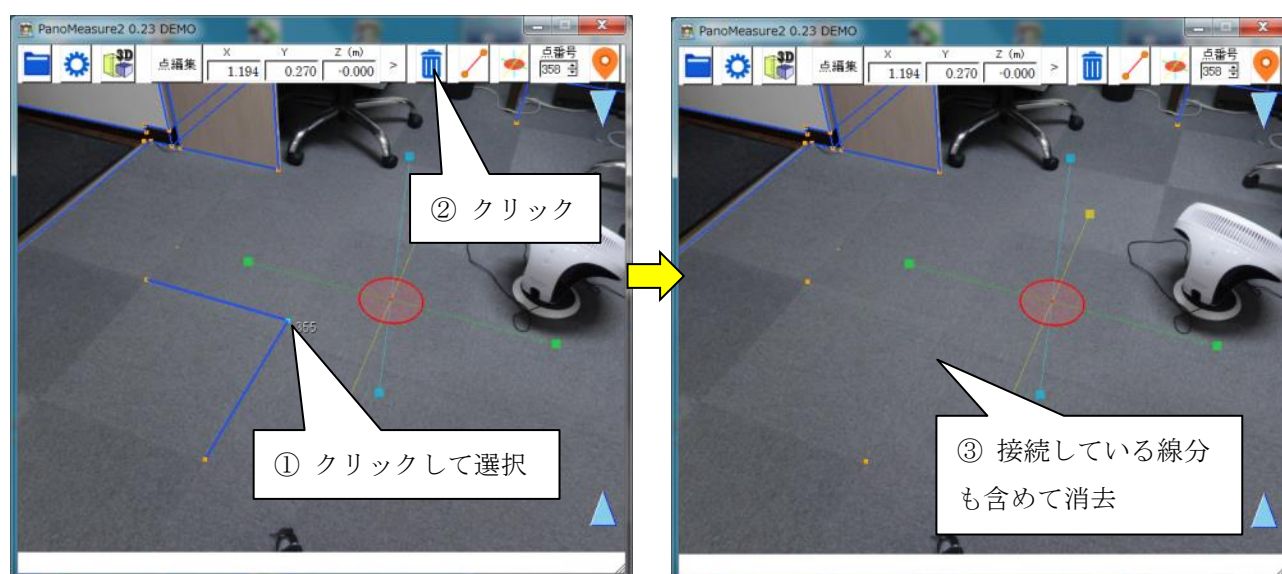 PanoMeasure2 0.23 DEMO
3D
点編集
X Y Z (m)
1.194 0.270 -0.000
>
点番号
358
② クリック
355
① クリックして選択
PanoMeasure2 0.23 DEMO
3D
点編集
X Y Z (m)
1.194 0.270 -0.000
>
点番号
358
③ 接続している線分
も含めて消去